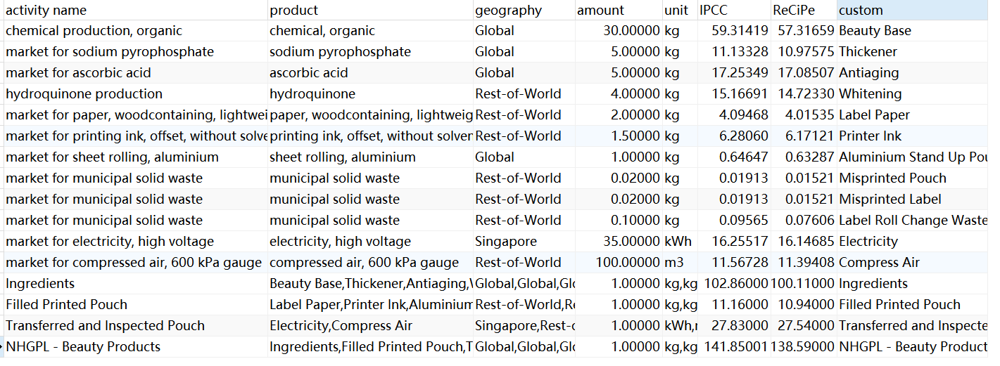 activity name product geography amount unit IPCC ReCiPe custom
chemical production, organic chemical, organic Global 30.00000 kg 59.31419 57.31659 Beauty Base
market for sodium pyrophosphate sodium pyrophosphate Global 5.00000 kg 11.13328 10.97575 Thickener
market for ascorbic acid ascorbic acid Global 5.00000 kg 17.25349 17.08507 Antiaging
hydroquinone production hydroquinone Rest-of-World 4.00000 kg 15.16691 14.72330 Whitening
market for paper, woodcontaining, lightwei paper, woodcontaining, lightweig Rest-of-World 2.00000 kg 4.09468 4.01535 Label Paper
market for printing ink, offset, without solve printing ink, offset, without solver Rest-of-World 1.50000 kg 6.28060 6.17121 Printer Ink
market for sheet rolling, aluminium sheet rolling, aluminium Global 1.00000 kg 0.64647 0.63287 Aluminium Stand Up Pou
market for municipal solid waste municipal solid waste Rest-of-World 0.02000 kg 0.01913 0.01521 Misprinted Pouch
market for municipal solid waste municipal solid waste Rest-of-World 0.02000 kg 0.01913 0.01521 Misprinted Label
market for municipal solid waste municipal solid waste Rest-of-World 0.10000 kg 0.09565 0.07606 Label Roll Change Waste
market for electricity, high voltage electricity, high voltage Singapore 35.00000 kWh 16.25517 16.14685 Electricity
market for compressed air, 600 kPa gauge compressed air, 600 kPa gauge Rest-of-World 100.00000 m3 11.56728 11.39408 Compress Air
Ingredients Beauty Base,Thickener,Antiaging,\ Global,Global,Glo 1.00000 kg,kg 102.86000 100.11000 Ingredients
Filled Printed Pouch Label Paper,Printer Ink,Aluminium Rest-of-World,Re 1.00000 kg,kg 11.16000 10.94000 Filled Printed Pouch
Transferred and Inspected Pouch Electricity,Compress Air Singapore,Rest-o 1.00000 kWh,r 27.83000 27.54000 Transferred and Inspecte
NHGPL - Beauty Products Ingredients,Filled Printed Pouch,T Global,Global,Glo 1.00000 kg,kg 141.85001 138.59000 NHGPL - Beauty Product